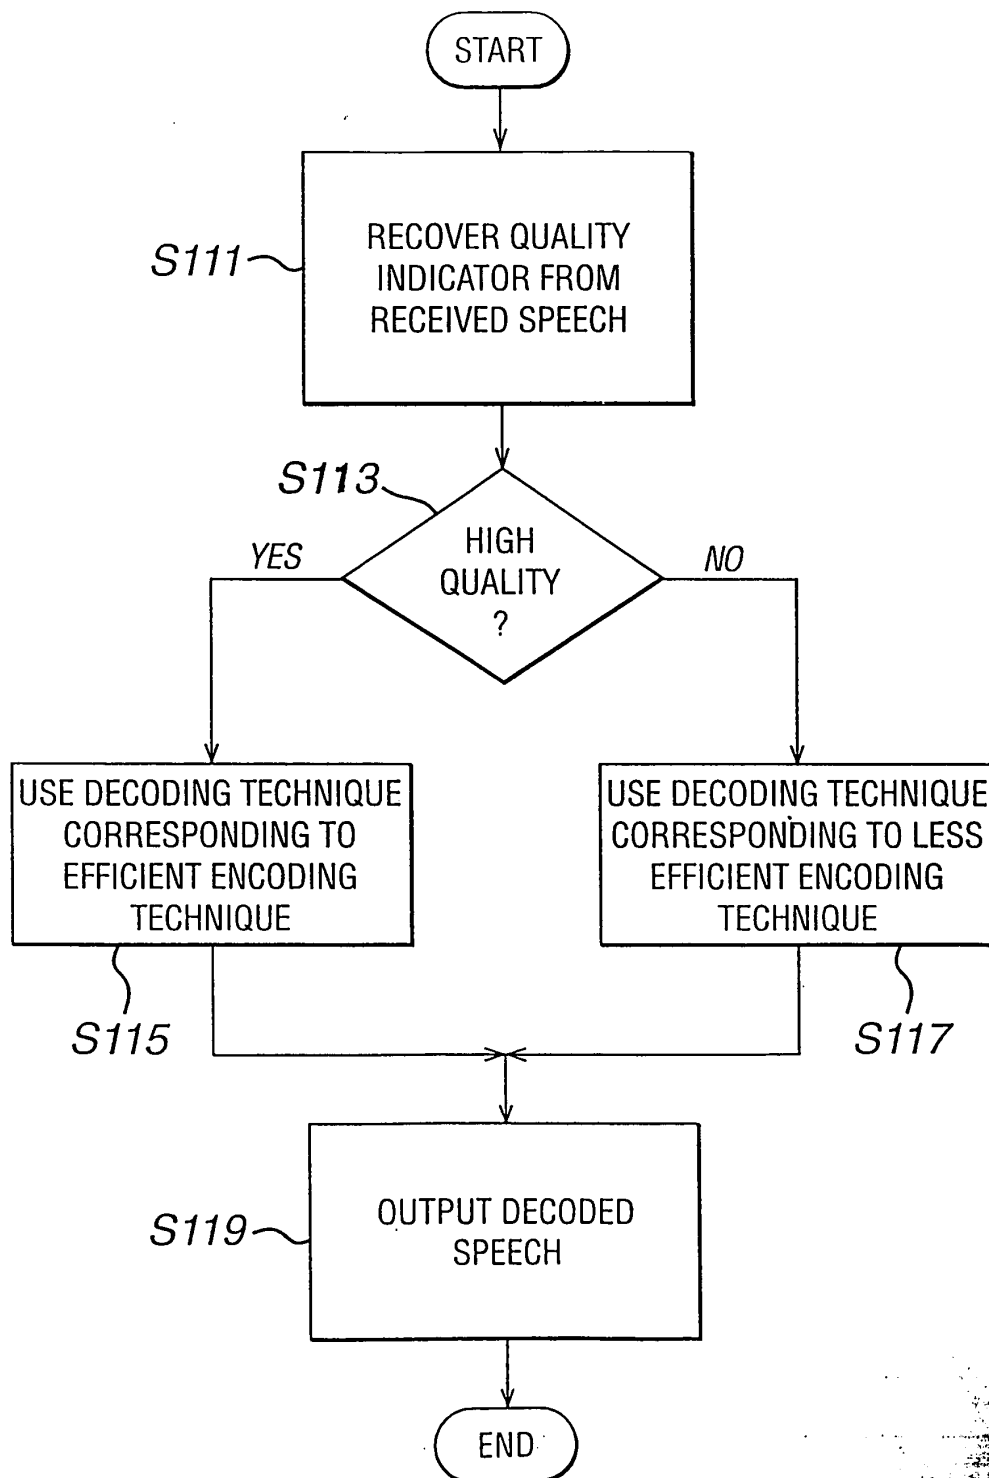 START
RECOVER QUALITY
INDICATOR FROM
RECEIVED SPEECH
S111
S113
HIGH
QUALITY
?
YES
NO
USE DECODING TECHNIQUE
CORRESPONDING TO
EFFICIENT ENCODING
TECHNIQUE
S115
USE DECODING TECHNIQUE
CORRESPONDING TO LESS
EFFICIENT ENCODING
TECHNIQUE
S117
OUTPUT DECODED
SPEECH
S119
END